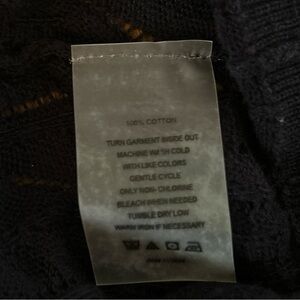 100% COTTON
TURN GARMENT INSIDE OUT
MACHINE WASH COLD
WITH LIKE COLORS
GENTLE CYCLE
ONLY NON-CHLORINE
BLEACH WHEN NEEDED
TUMBLE DRY LOW
WARM IRON IF NECESSARY